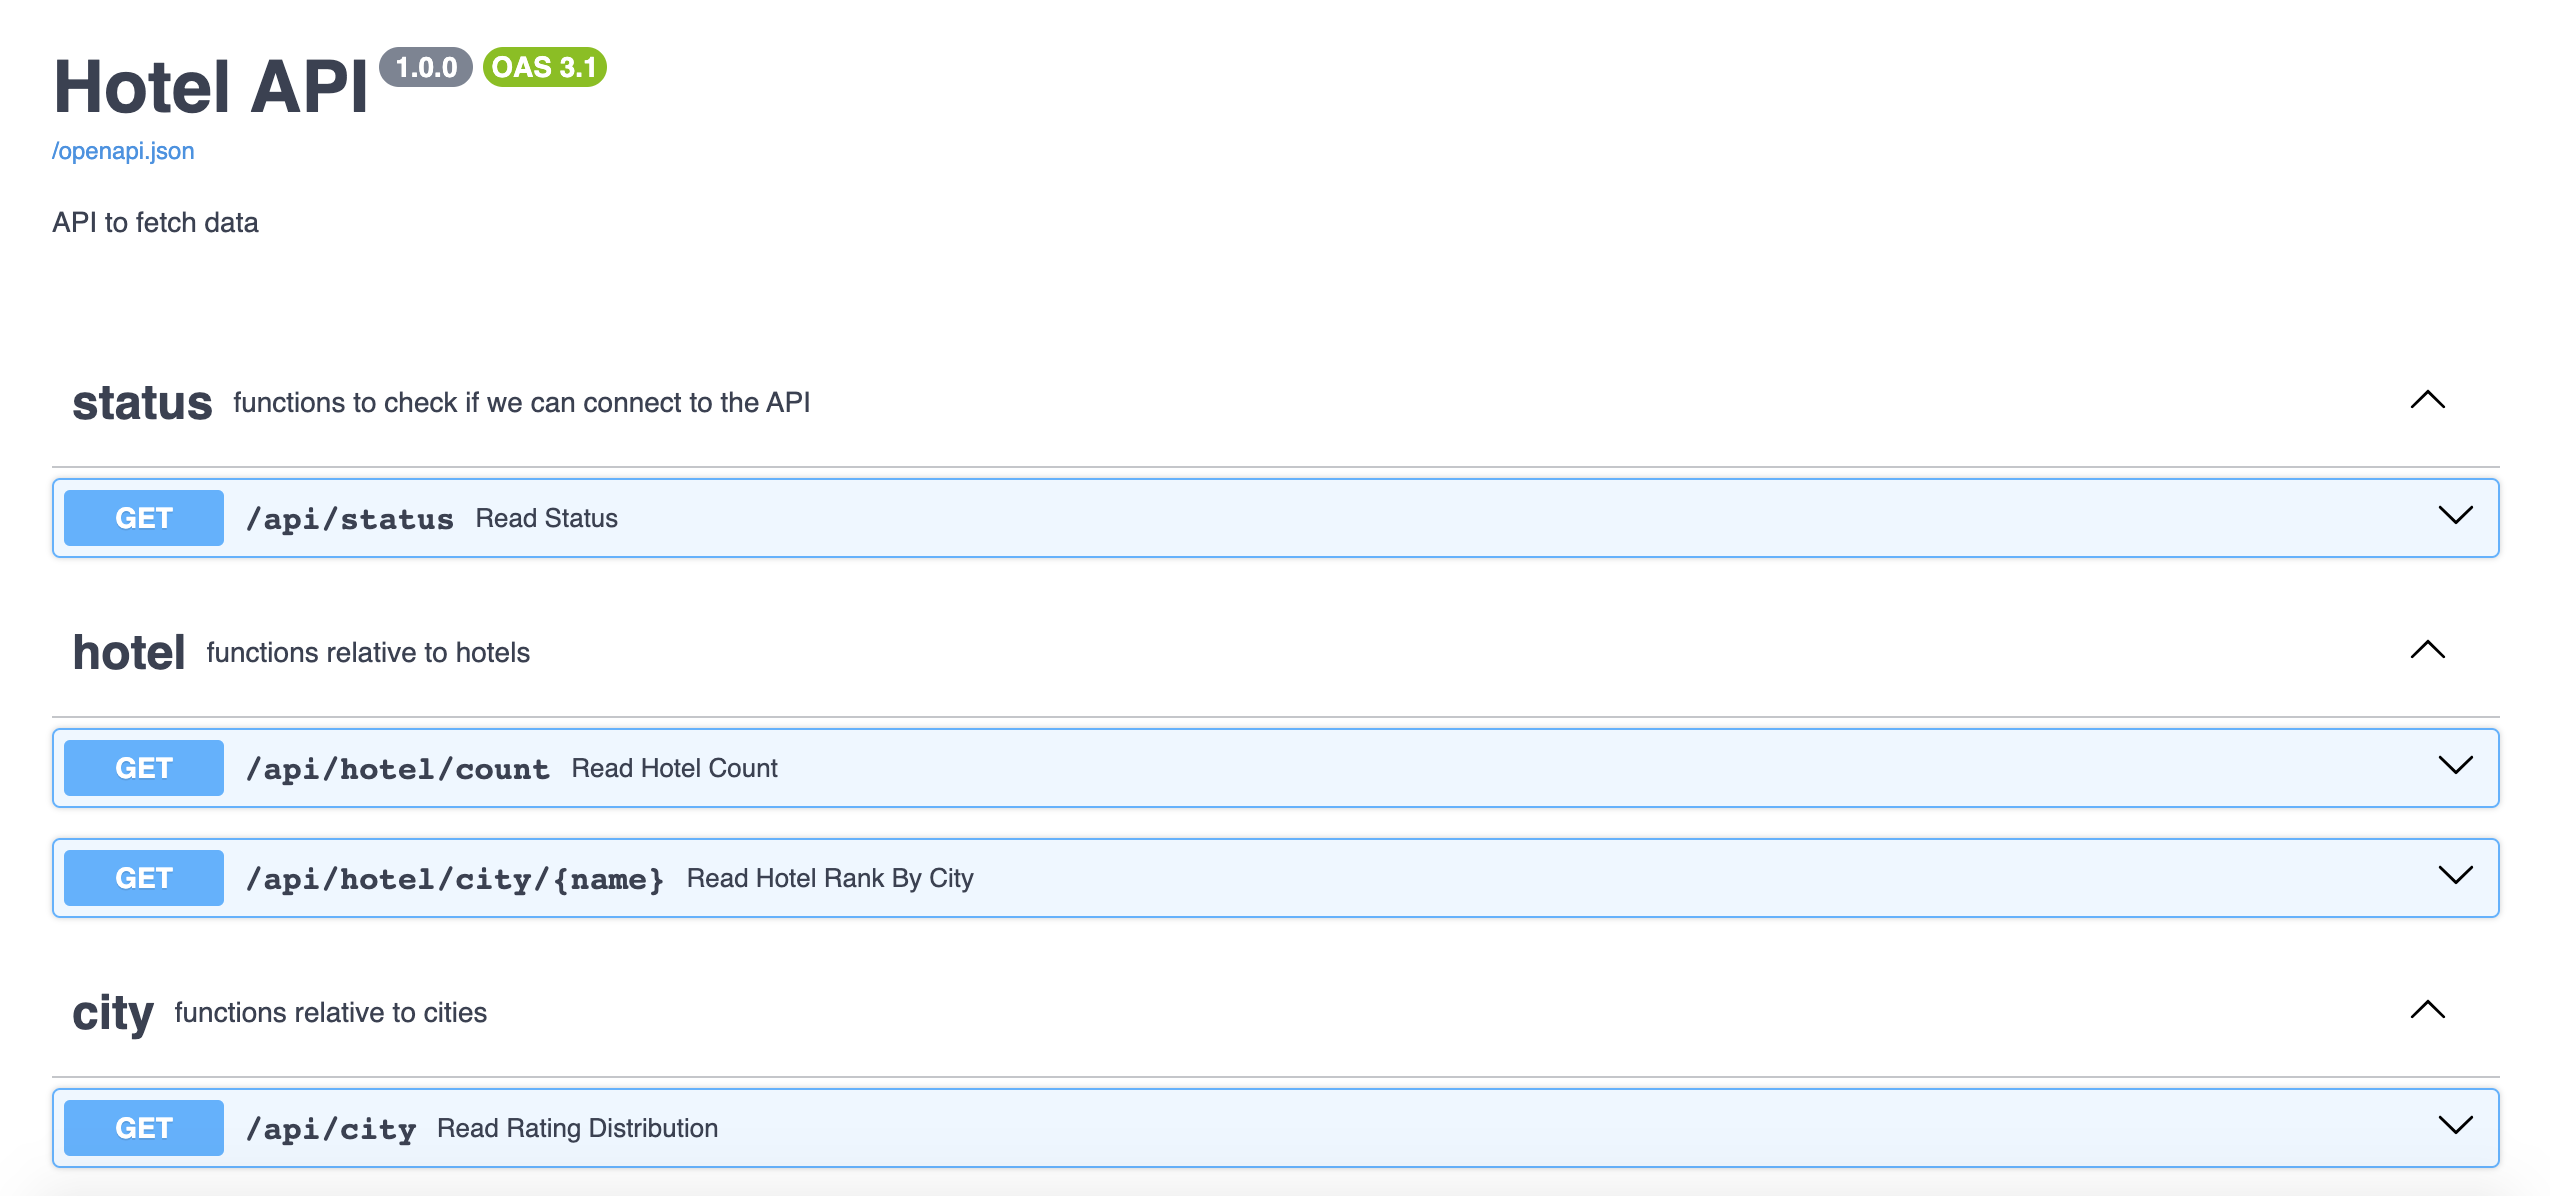 Hotel API 1.0.0 OAS 3.1
/openapi.json
API to fetch data
status functions to check if we can connect to the API
GET /api/status Read Status
hotel functions relative to hotels
GET /api/hotel/count Read Hotel Count
GET /api/hotel/city/{name} Read Hotel Rank By City
city functions relative to cities
GET /api/city Read Rating Distribution